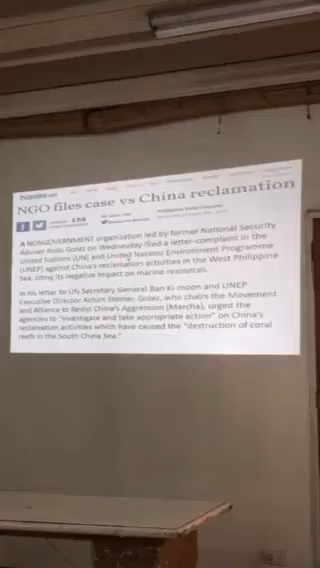 INQUIRER.net
NGO files case vs China reclamation
A NONGOVERNMENT organization led by former National Security
Adviser Roilo Golez on Wednesday filed a letter-complaint in the
United Nations (UN) and United Nations Environment Programme
(UNEP) against China's reclamation activities in the West Philippine
Sea, citing its negative impact on marine resources.
In his letter to UN Secretary General Ban Ki-moon and UNEP
Executive Director Achim Steiner, Golez, who chairs the Movement
and Alliance to Resist China's Aggression (Marcha), urged the
agencies to "investigate and take appropriate action" on China's
reclamation activities which have caused the "destruction of coral
reefs in the South China Sea."